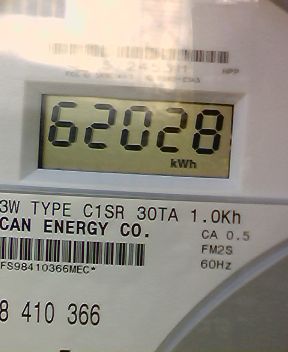 62028
kWh
3W TYPE C1SR 30TA 1.0Kh
CAN ENERGY CO.
CA 0.5
FM2S
60Hz
FS98410366MEC*
8 410 366